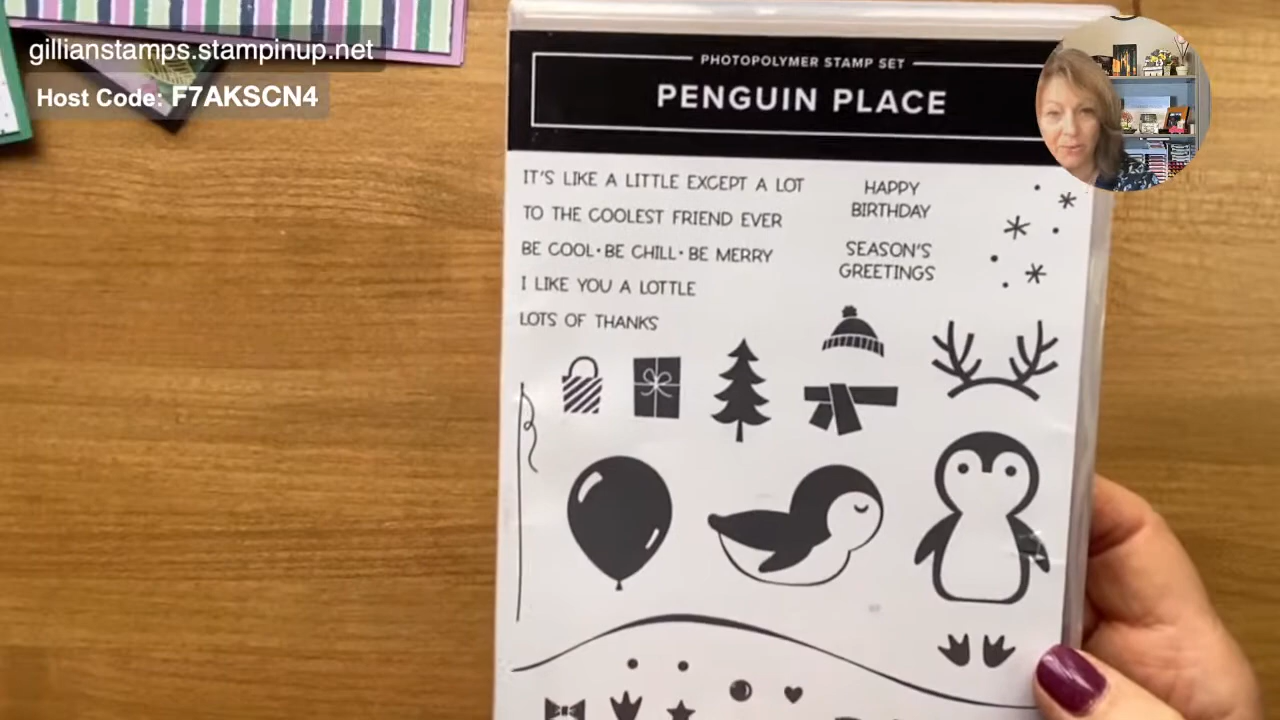 gillianstamps.stampinup.net
Host Code: F7AKSCN4
PHOTOPOLYMER STAMP SET
PENGUIN PLACE
IT'S LIKE A LITTLE EXCEPT A LOT
TO THE COOLEST FRIEND EVER
BE COOL • BE CHILL • BE MERRY
I LIKE YOU A LOTTLE
LOTS OF THANKS
HAPPY
BIRTHDAY
SEASON'S
GREETINGS